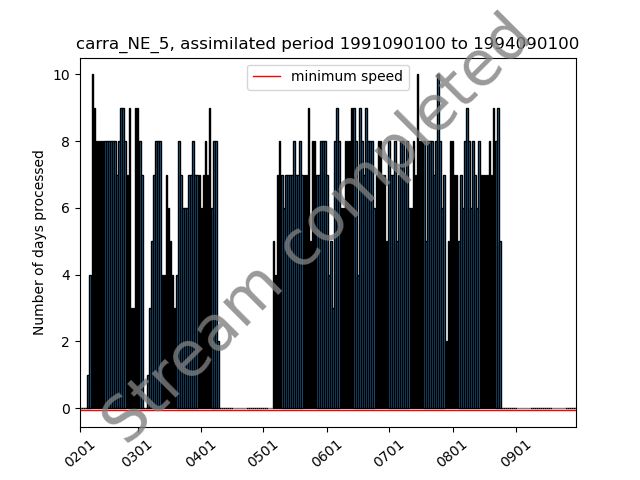 carra_NE_5, assimilated period 1991090100 to 1994090100
minimum speed
Stream completed
Number of days processed
10
8
6
4
2
0
0201 0301 0401 0501 0601 0701 0801 0901